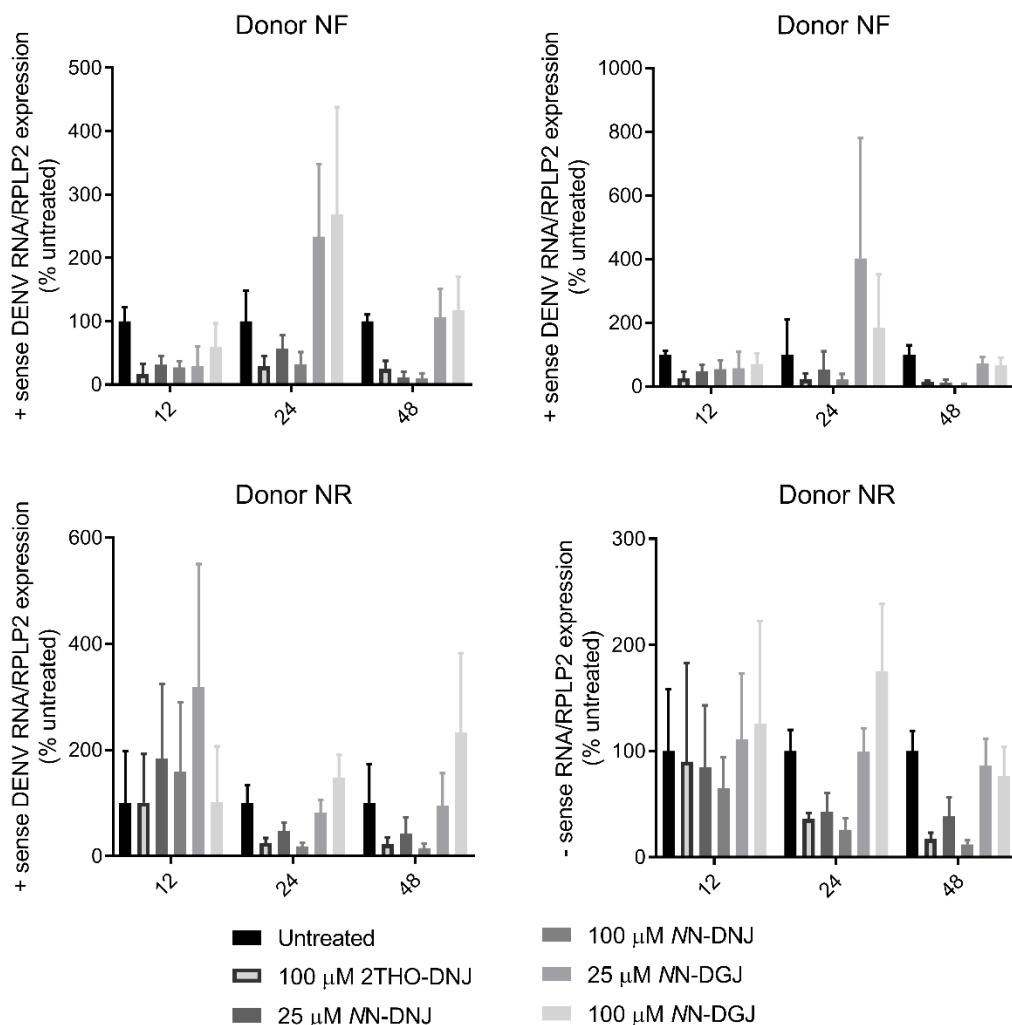 Donor NF
+ sense DENV RNA/RPLP2 expression
(% untreated)
500
400
300
200
100
0
12
24
48
Donor NF
+ sense DENV RNA/RPLP2 expression
(% untreated)
1000
800
600
400
200
0
12
24
48
Donor NR
+ sense DENV RNA/RPLP2 expression
(% untreated)
600
400
200
0
12
24
48
Donor NR
- sense RNA/RPLP2 expression
(% untreated)
300
200
100
0
12
24
48
Untreated
100 μM 2THO-DNJ
25 μM NN-DNJ
100 μM NN-DNJ
25 μM NN-DGJ
100 μM NN-DGJ